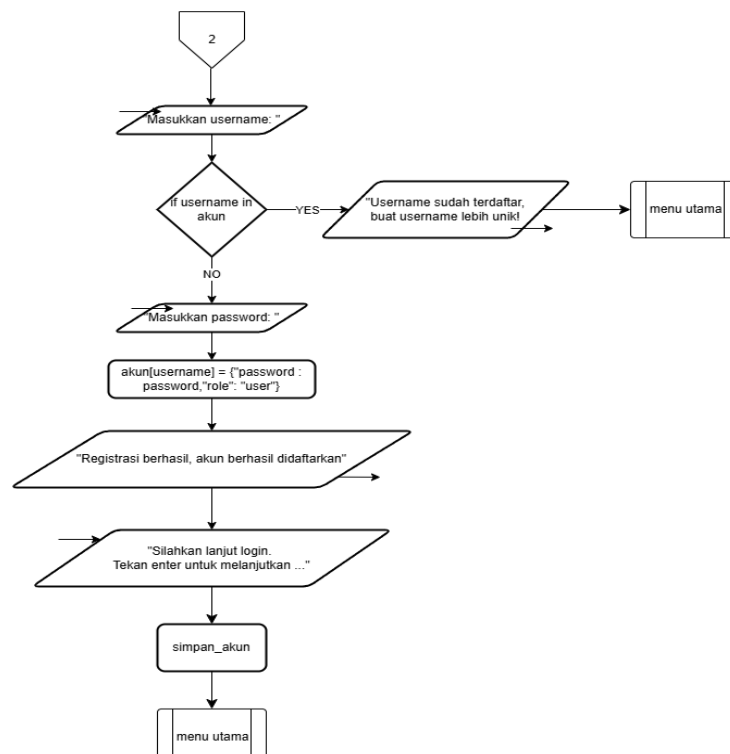 2
"Masukkan username: "
if username in
akun
YES
"Username sudah terdaftar,
buat username lebih unik!
menu utama
NO
"Masukkan password: "
akun[username] = {"password :
password,"role": "user"}
"Registrasi berhasil, akun berhasil didaftarkan"
"Silahkan lanjut login.
Tekan enter untuk melanjutkan ..."
simpan_akun
menu utama